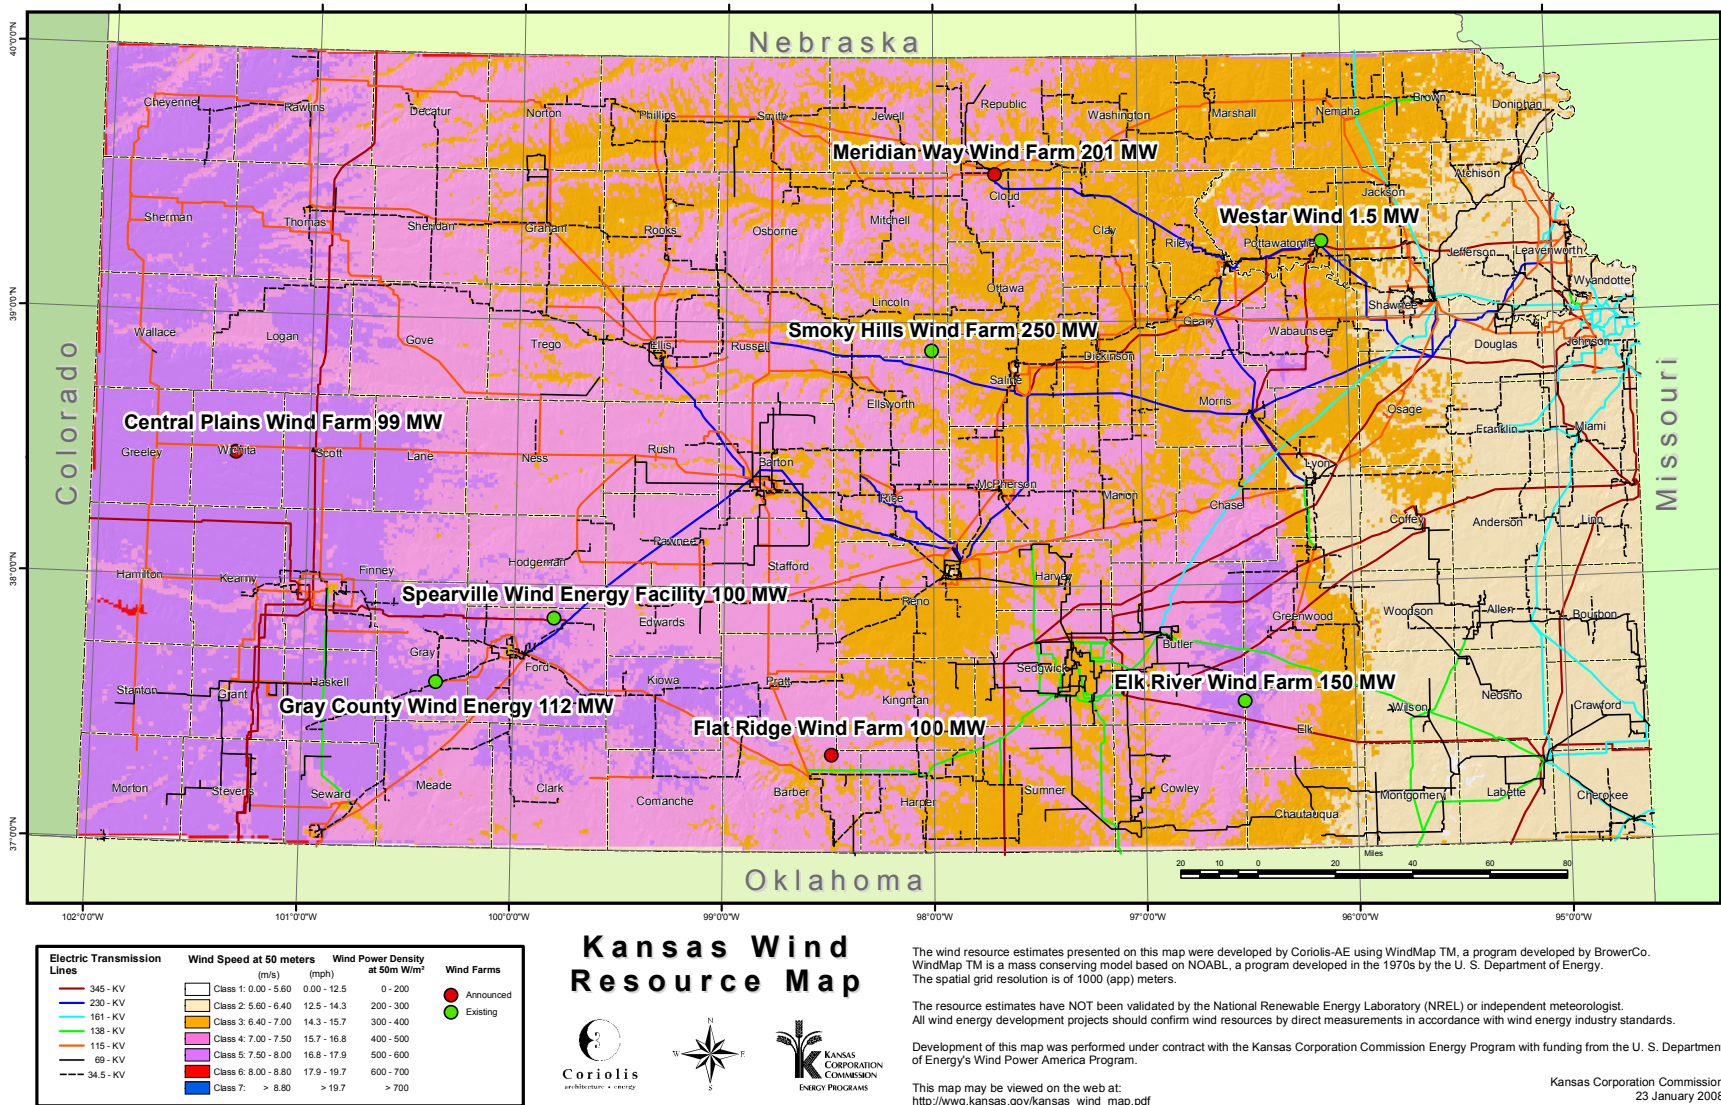 Nebraska
Colorado
Missouri
Oklahoma
40°0'0"N
39°0'0"N
38°0'0"N
37°0'0"N
Cheyenne
Rawlins
Decatur
Norton
Phillips
Smith
Jewell
Republic
Washington
Marshall
Nemaha
Brown
Doniphan
Meridian Way Wind Farm 201 MW
Cloud
Jackson
Atchison
Sherman
Thomas
Sheridan
Graham
Rooks
Osborne
Mitchell
Clay
Riley
Westar Wind 1.5 MW
Pottawatomie
Jefferson
Leavenworth
Wyandotte
Ottawa
Lincoln
Shawnee
Geary
Wabaunsee
Smoky Hills Wind Farm 250 MW
Wallace
Logan
Gove
Trego
Ellis
Russell
Dickinson
Douglas
Johnson
Saline
Ellsworth
Morris
Osage
Franklin
Miami
Central Plains Wind Farm 99 MW
Greeley
Wichita
Scott
Lane
Ness
Rush
Barton
Lyon
Rice
McPherson
Marion
Chase
Coffey
Anderson
Linn
Pawnee
Hodgeman
Stafford
Hamilton
Kearny
Finney
Harvey
Reno
Spearville Wind Energy Facility 100 MW
Edwards
Greenwood
Woodson
Allen
Bourbon
Gray
Ford
Butler
Sedgwick
Kiowa
Pratt
Kingman
Elk River Wind Farm 150 MW
Stanton
Grant
Haskell
Gray County Wind Energy 112 MW
Flat Ridge Wind Farm 100 MW
Elk
Wilson
Neosho
Crawford
Morton
Stevens
Seward
Meade
Clark
Comanche
Barber
Harper
Sumner
Cowley
Chautauqua
Montgomery
Labette
Cherokee
Miles
20 10 0 20 40 60 80
102°0'0"W 101°0'0"W 100°0'0"W 99°0'0"W 98°0'0"W 97°0'0"W 96°0'0"W 95°0'0"W
Electric Transmission
Lines
345 - KV
230 - KV
161 - KV
138 - KV
115 - KV
69 - KV
34.5 - KV
Wind Speed at 50 meters Wind Power Density
(m/s) (mph) at 50m W/m²
Class 1: 0.00 - 5.60 0.00 - 12.5 0 - 200
Class 2: 5.60 - 6.40 12.5 - 14.3 200 - 300
Class 3: 6.40 - 7.00 14.3 - 15.7 300 - 400
Class 4: 7.00 - 7.50 15.7 - 16.8 400 - 500
Class 5: 7.50 - 8.00 16.8 - 17.9 500 - 600
Class 6: 8.00 - 8.80 17.9 - 19.7 600 - 700
Class 7: > 8.80 > 19.7 > 700
Wind Farms
Announced
Existing
Kansas Wind
Resource Map
Coriolis
architecture • energy
N
W E
S
KANSAS
CORPORATION
COMMISSION
ENERGY PROGRAMS
The wind resource estimates presented on this map were developed by Coriolis-AE using WindMap TM, a program developed by BrowerCo.
WindMap TM is a mass conserving model based on NOABL, a program developed in the 1970s by the U. S. Department of Energy.
The spatial grid resolution is of 1000 (app) meters.
The resource estimates have NOT been validated by the National Renewable Energy Laboratory (NREL) or independent meteorologist.
All wind energy development projects should confirm wind resources by direct measurements in accordance with wind energy industry standards.
Development of this map was performed under contract with the Kansas Corporation Commission Energy Program with funding from the U. S. Department
of Energy's Wind Power America Program.
This map may be viewed on the web at:
http://wwg.kansas.gov/kansas_wind_map.pdf
Kansas Corporation Commission
23 January 2008